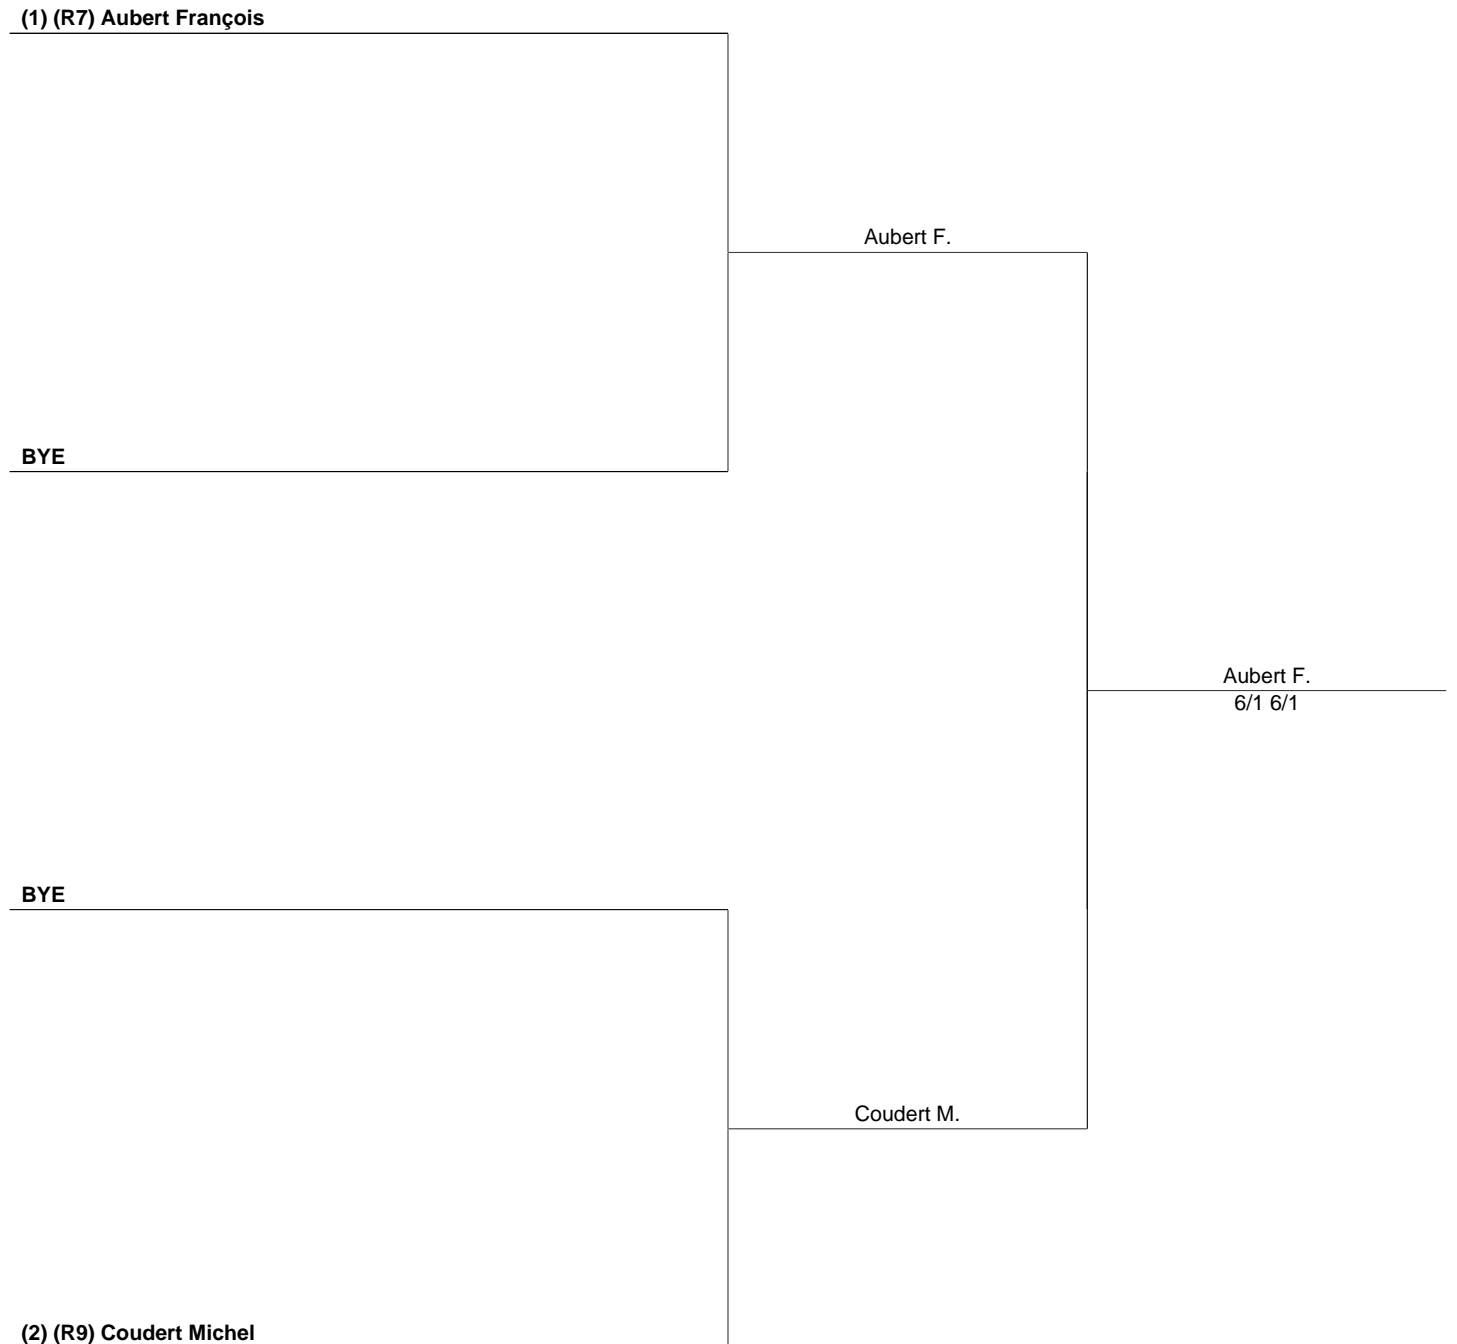 (1) (R7) Aubert François
Aubert F.
BYE
Aubert F.
6/1 6/1
BYE
Coudert M.
(2) (R9) Coudert Michel